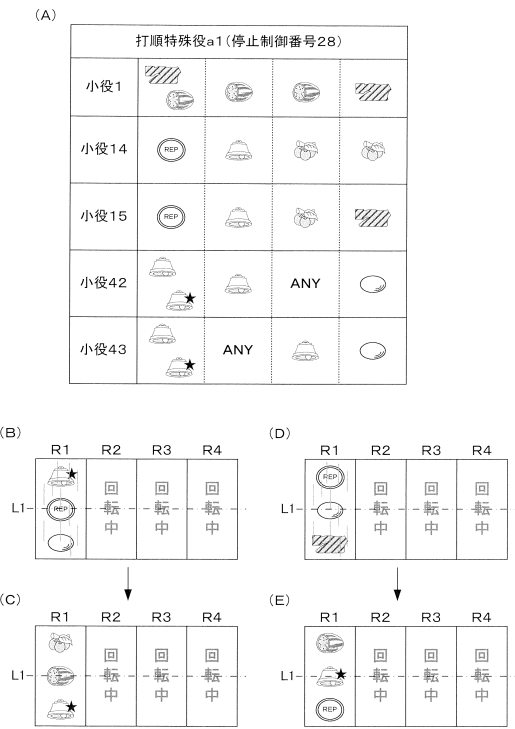 (A)
打順特殊役a1(停止制御番号28)
小役1
小役14 REP
小役15 REP
小役42 ANY
小役43 ANY
(B) (D)
R1 R2 R3 R4 R1 R2 R3 R4
回 回 回 REP 回 回 回
L1 REP 転 転 転 L1 転 転 転
中 中 中 中 中 中
(C) (E)
R1 R2 R3 R4 R1 R2 R3 R4
回 回 回 回 回 回
L1 転 転 転 L1 転 転 転
中 中 中 REP 中 中 中